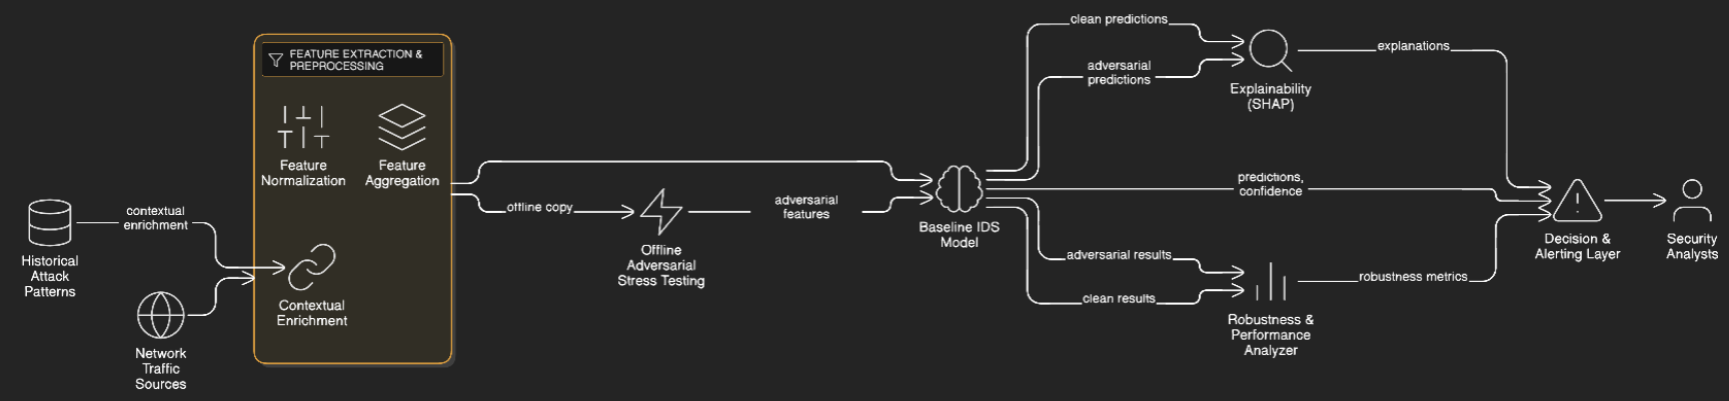 clean predictions
FEATURE EXTRACTION &
PREPROCESSING
explanations
adversarial
predictions
Explainability
(SHAP)
Feature
Normalization
Feature
Aggregation
predictions,
confidence
contextual
enrichment
offline copy
adversarial
features
Baseline IDS
Model
Historical
Attack
Patterns
Offline
Adversarial
Stress Testing
Decision &
Alerting Layer
Security
Analysts
adversarial results
robustness metrics
clean results
Contextual
Enrichment
Robustness &
Performance
Analyzer
Network
Traffic
Sources